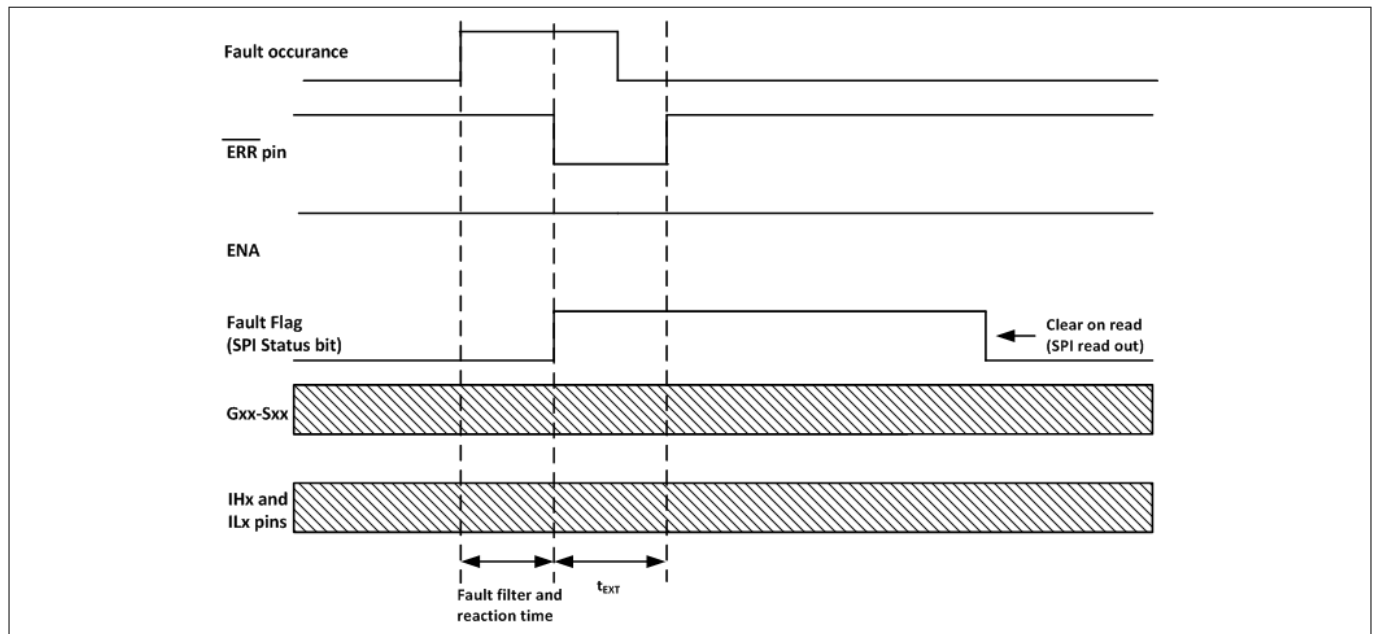 Fault occurance
ERR pin
ENA
Fault Flag
(SPI Status bit)
Clear on read
(SPI read out)
Gxx-Sxx
IHx and
ILx pins
Fault filter and
reaction time
tEXT